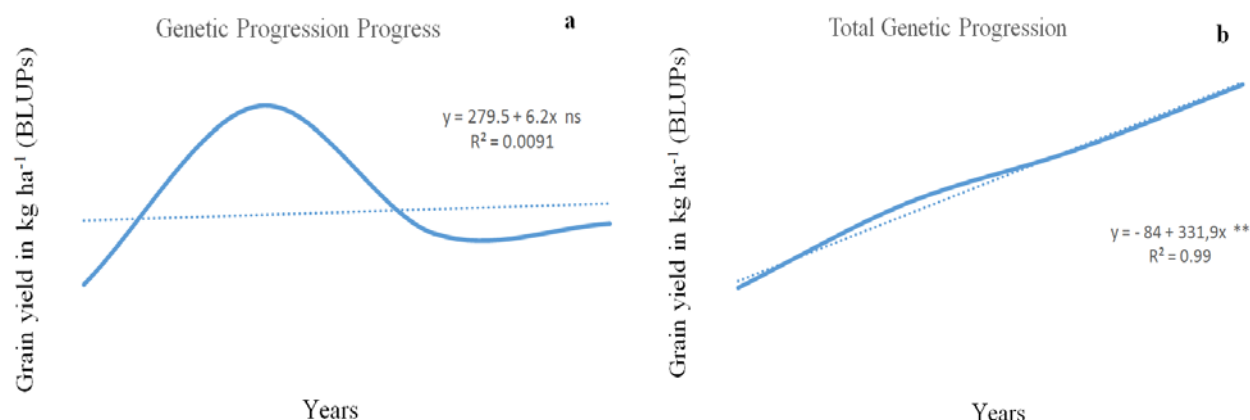 Genetic Progression Progress
a
Grain yield in kg ha⁻¹ (BLUPs)
y = 279.5 + 6.2x ns
R² = 0.0091
Years
Total Genetic Progression
b
Grain yield in kg ha⁻¹ (BLUPs)
y = - 84 + 331,9x **
R² = 0.99
Years